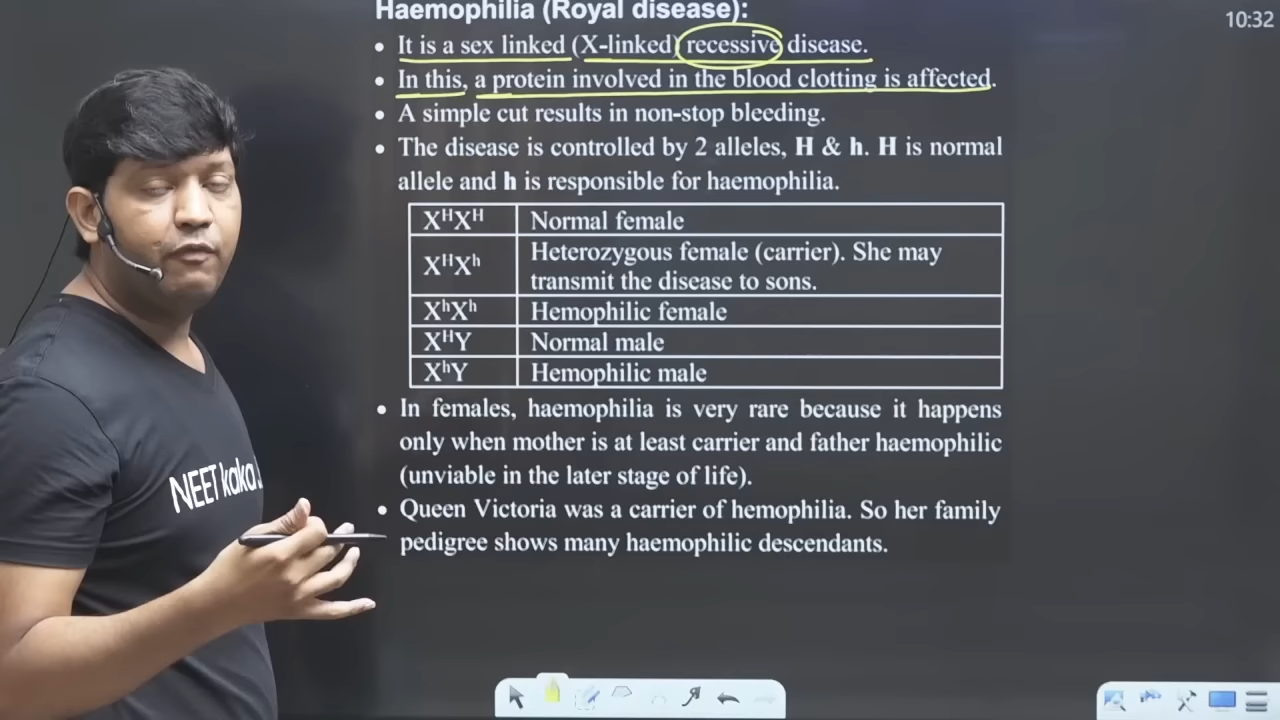 Haemophilia (Royal disease):
10:32
• It is a sex linked (X-linked) recessive disease.
• In this, a protein involved in the blood clotting is affected.
• A simple cut results in non-stop bleeding.
• The disease is controlled by 2 alleles, H & h. H is normal
allele and h is responsible for haemophilia.
XᴴXᴴ Normal female
XᴴXʰ Heterozygous female (carrier). She may
transmit the disease to sons.
XʰXʰ Hemophilic female
XᴴY Normal male
XʰY Hemophilic male
• In females, haemophilia is very rare because it happens
only when mother is at least carrier and father haemophilic
(unviable in the later stage of life).
• Queen Victoria was a carrier of hemophilia. So her family
pedigree shows many haemophilic descendants.
NEET kaka